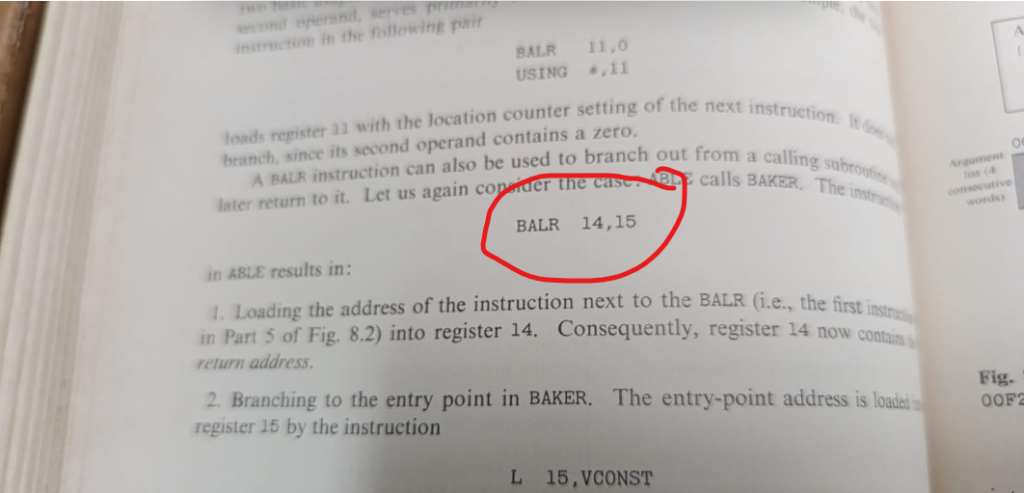 second operand, serves
instruction in the following pair
BALR 11,0
USING *,11
loads register 11 with the location counter setting of the next instruction. It does
branch, since its second operand contains a zero.
A BALR instruction can also be used to branch out from a calling subroutine
later return to it. Let us again consider the case: ABLE calls BAKER. The
BALR 14,15
in ABLE results in:
1. Loading the address of the instruction next to the BALR (i.e., the first
in Part 5 of Fig. 8.2) into register 14. Consequently, register 14 now contains
return address.
2. Branching to the entry point in BAKER. The entry-point address is loaded
register 15 by the instruction
L 15,VCONST
Argument
list (4
consecutive
words)
Fig.
00F2